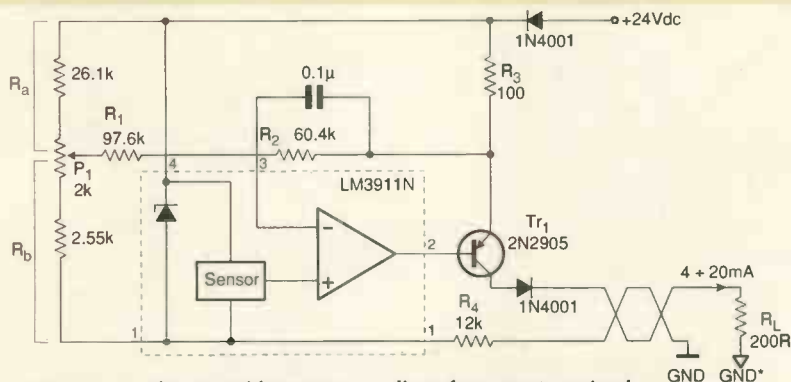 +24Vdc
1N4001
Ra
26.1k
R1
97.6k
P1
2k
Rb
2.55k
0.1µ
R2
60.4k
R3
100
4
3
LM3911N
Sensor
-
+
2
Tr1
2N2905
1N4001
1
1
R4
12k
4 ÷ 20mA
RL
200R
GND
GND*